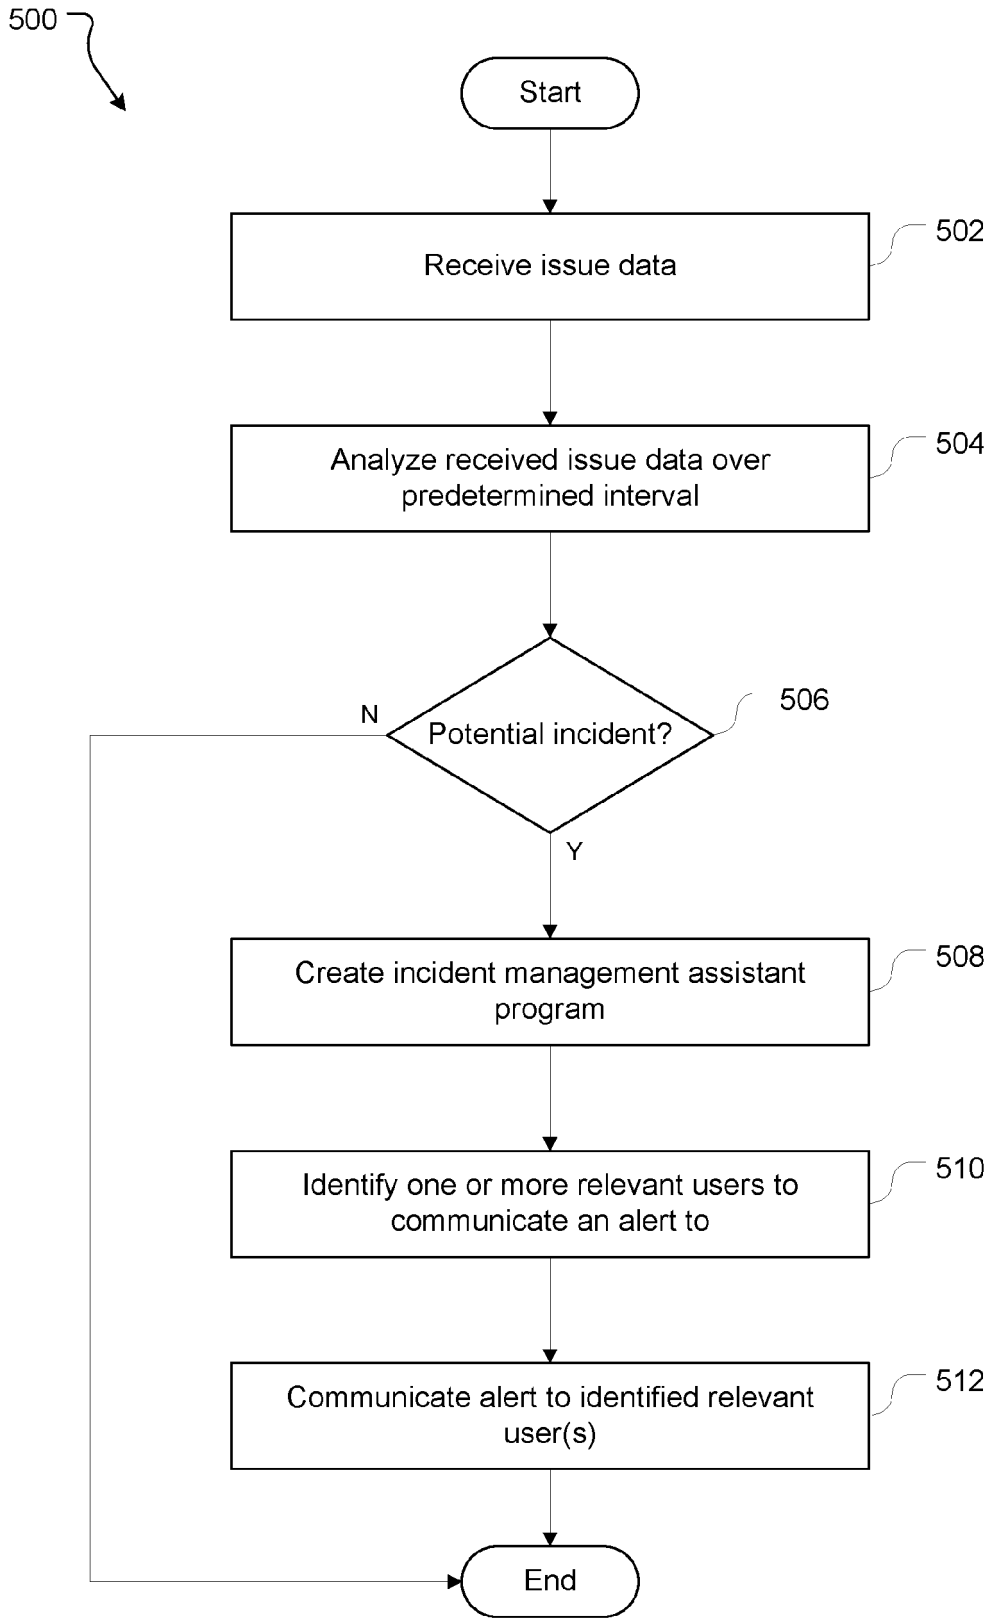 500
Start
502
Receive issue data
504
Analyze received issue data over
predetermined interval
506
N
Potential incident?
Y
508
Create incident management assistant
program
510
Identify one or more relevant users to
communicate an alert to
512
Communicate alert to identified relevant
user(s)
End